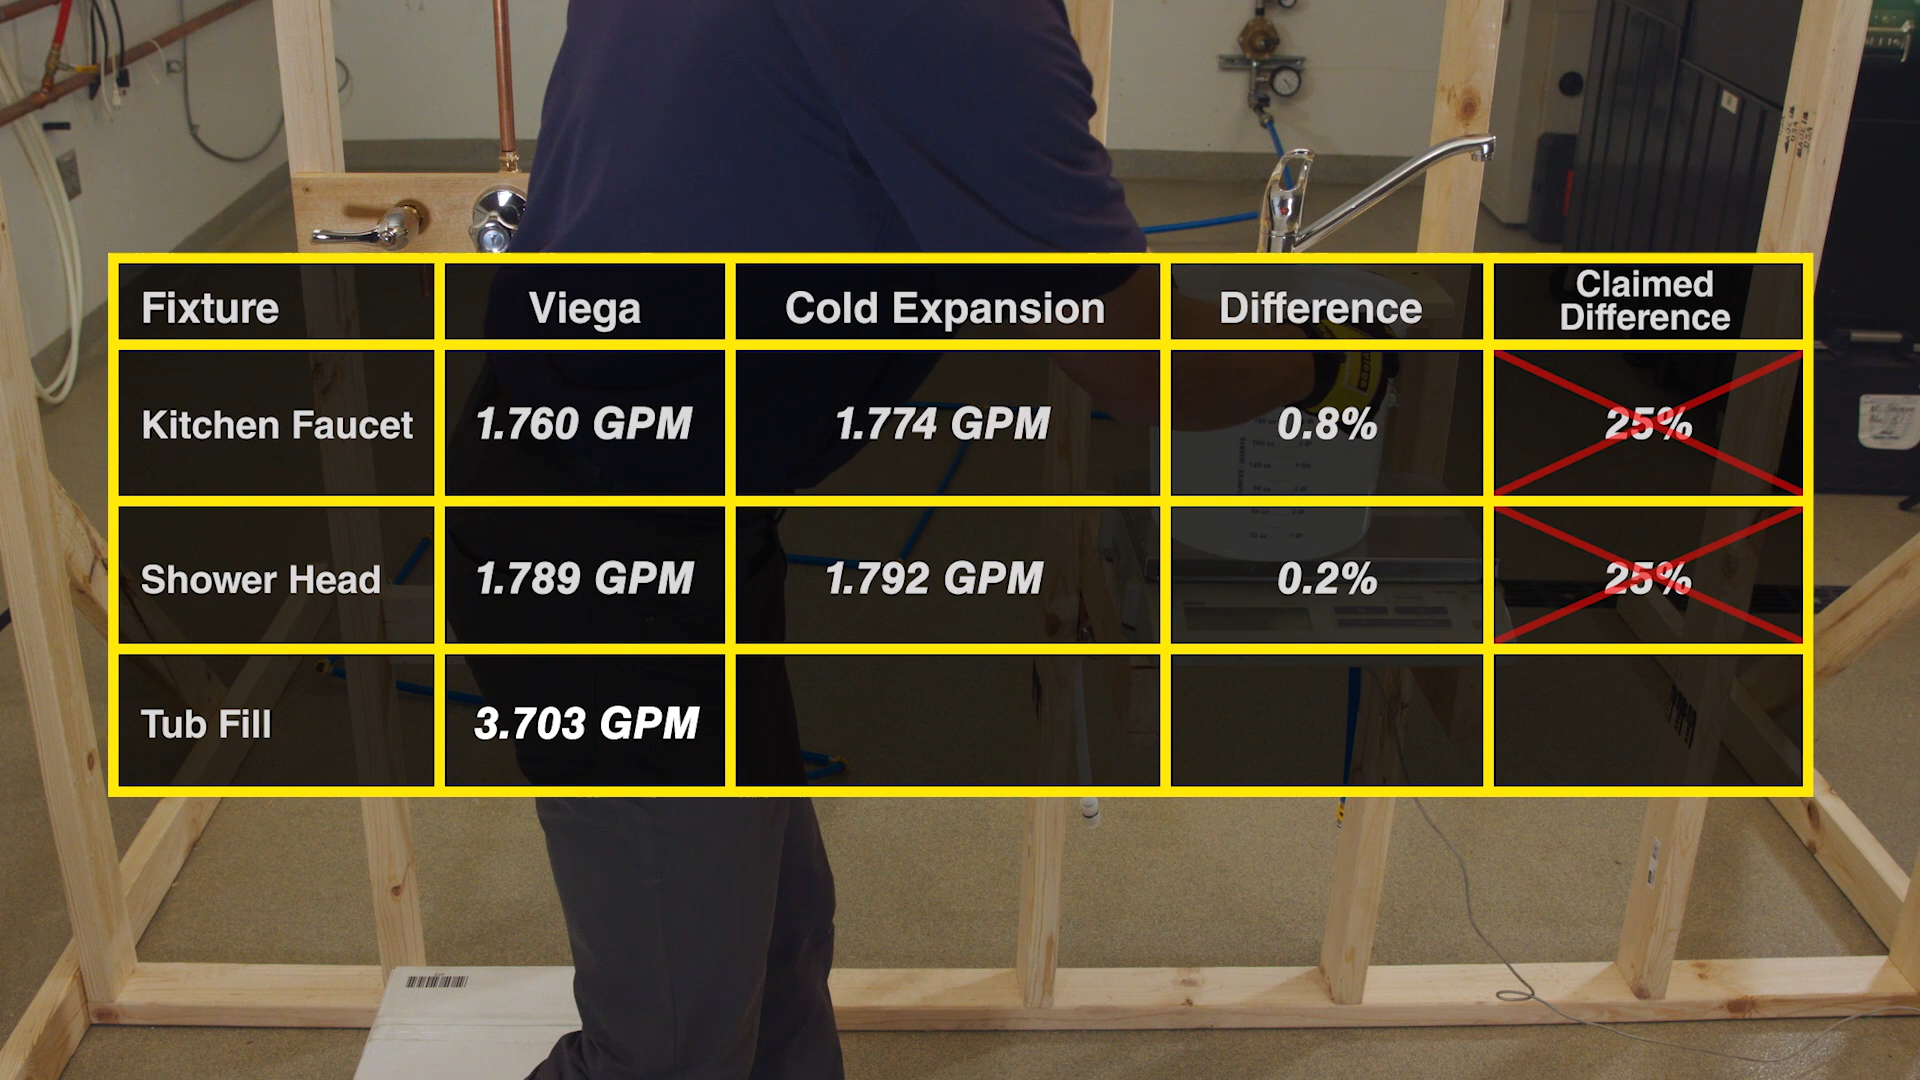 Fixture
Viega
Cold Expansion
Difference
Claimed
Difference
Kitchen Faucet
1.760 GPM
1.774 GPM
0.8%
25%
Shower Head
1.789 GPM
1.792 GPM
0.2%
25%
Tub Fill
3.703 GPM